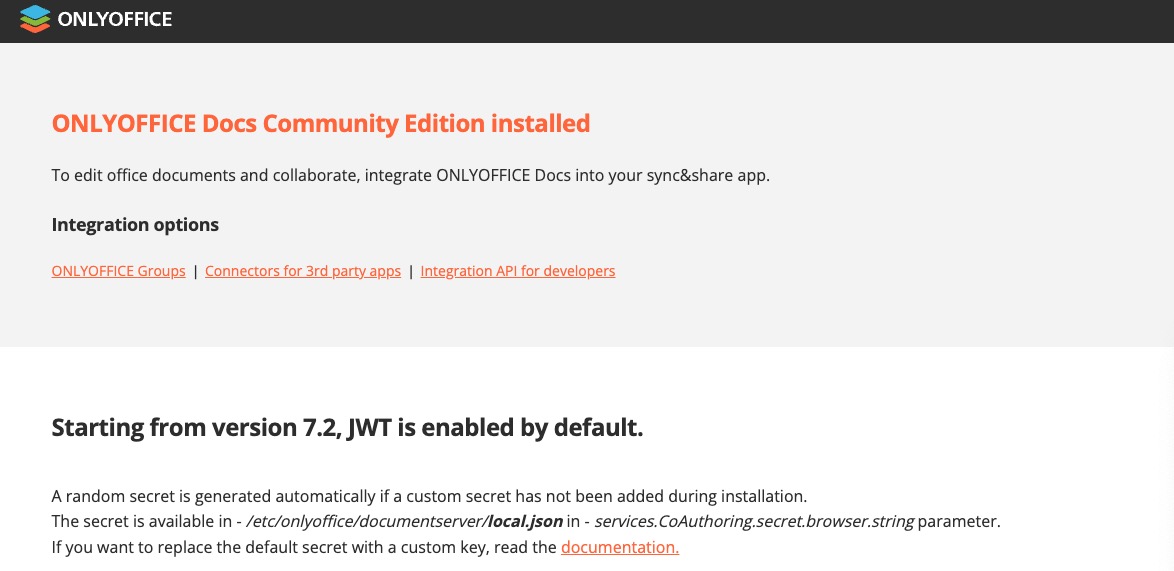 ONLYOFFICE
ONLYOFFICE Docs Community Edition installed
To edit office documents and collaborate, integrate ONLYOFFICE Docs into your sync&share app.
Integration options
ONLYOFFICE Groups | Connectors for 3rd party apps | Integration API for developers
Starting from version 7.2, JWT is enabled by default.
A random secret is generated automatically if a custom secret has not been added during installation.
The secret is available in - /etc/onlyoffice/documentserver/local.json in - services.CoAuthoring.secret.browser.string parameter.
If you want to replace the default secret with a custom key, read the documentation.